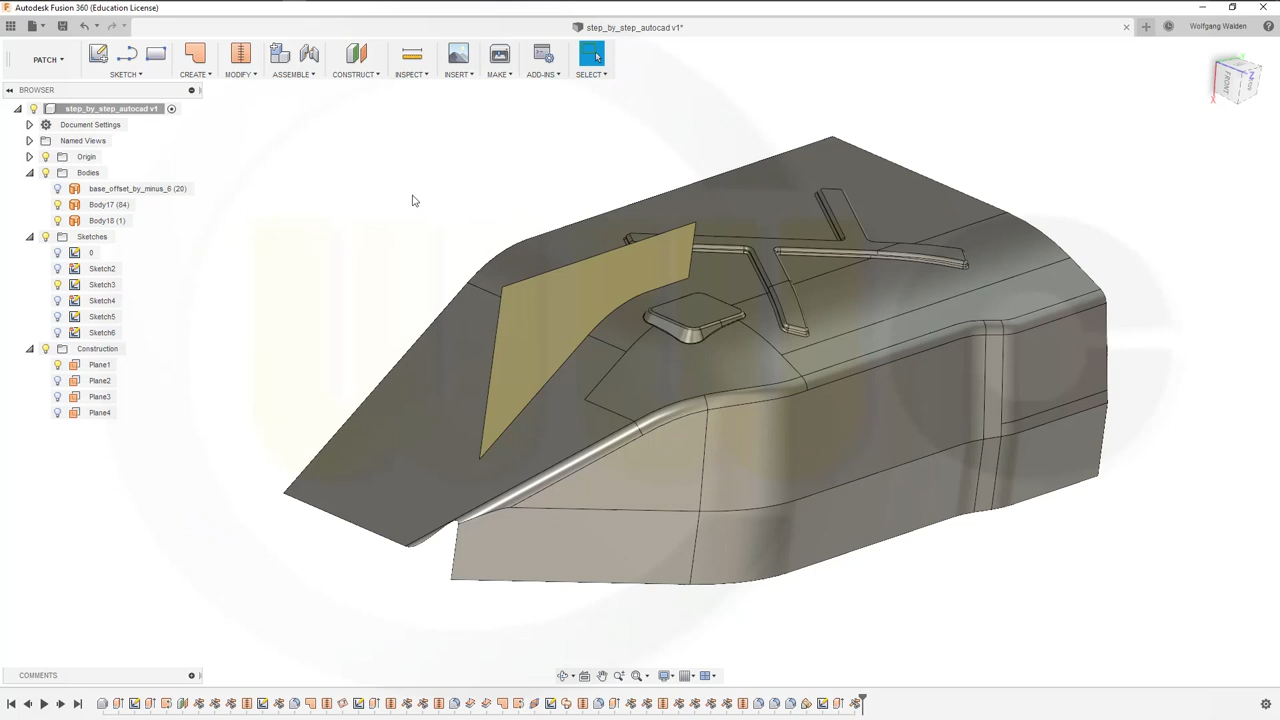 Autodesk Fusion 360 (Education License)
step_by_step_autocad v1*
Wolfgang Walden
PATCH
SKETCH
CREATE
MODIFY
ASSEMBLE
CONSTRUCT
INSPECT
INSERT
MAKE
ADD-INS
SELECT
BROWSER
step_by_step_autocad v1
Document Settings
Named Views
Origin
Bodies
base_offset_by_minus_6 (20)
Body17 (84)
Body18 (1)
Sketches
0
Sketch2
Sketch3
Sketch4
Sketch5
Sketch6
Construction
Plane1
Plane2
Plane3
Plane4
FRONT
X
Y
Z
COMMENTS